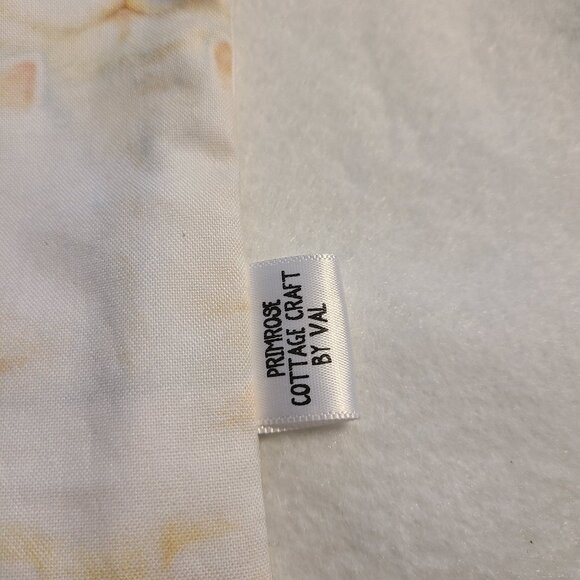 PRIMROSE
COTTAGE CRAFT
BY VAL